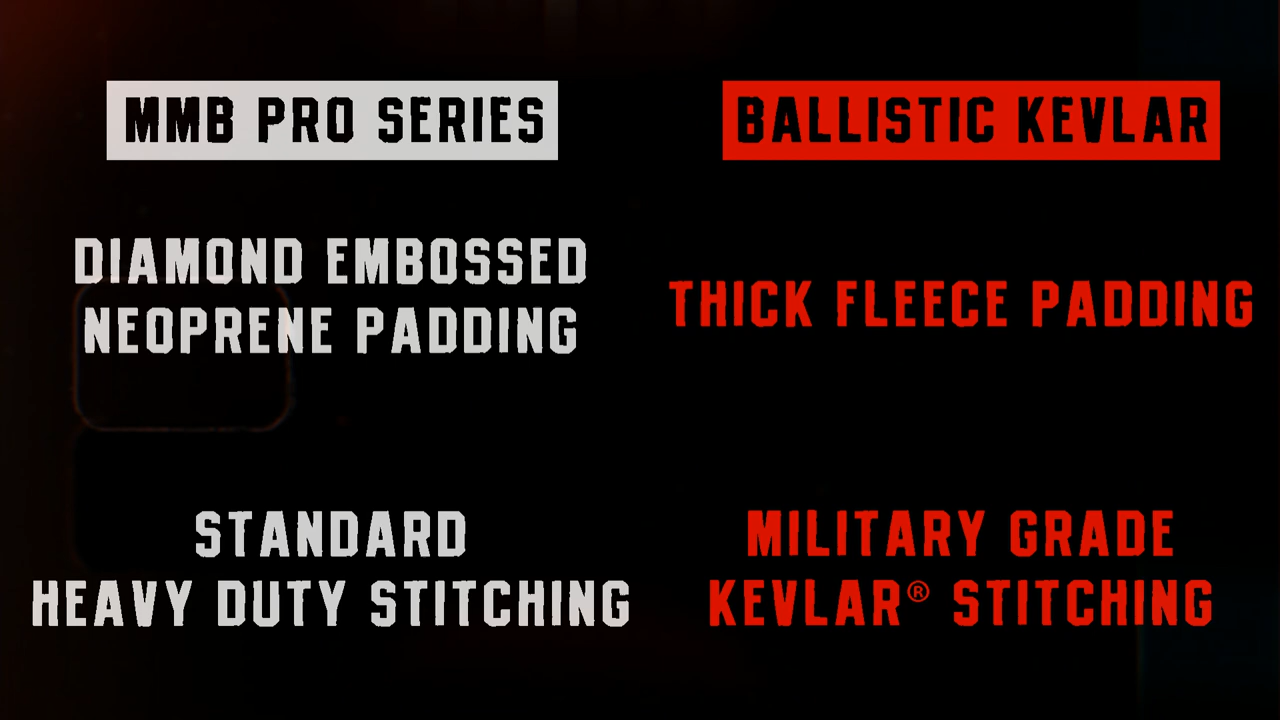 MMB PRO SERIES
BALLISTIC KEVLAR
DIAMOND EMBOSSED
NEOPRENE PADDING
THICK FLEECE PADDING
STANDARD
HEAVY DUTY STITCHING
MILITARY GRADE
KEVLAR® STITCHING